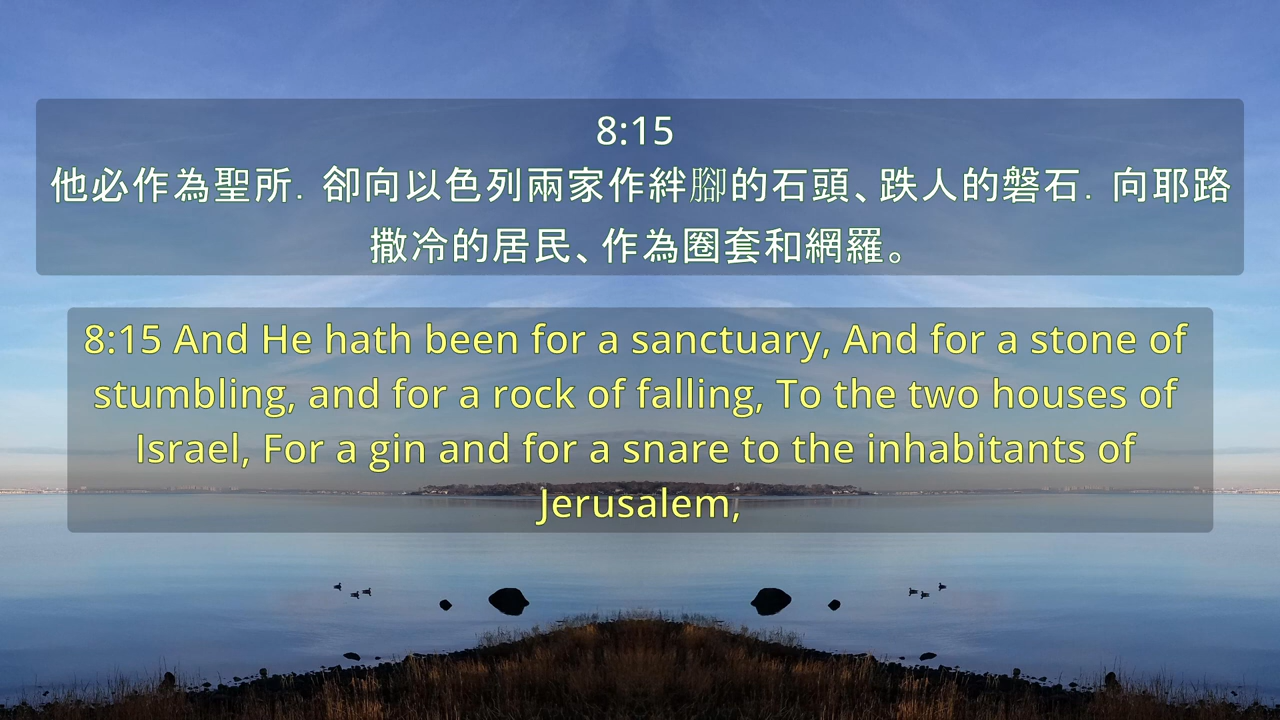 8:15
他必作為聖所． 卻向以色列兩家作絆腳的石頭、跌人的磐石． 向耶路
撒冷的居民、作為圈套和網羅。
8:15 And He hath been for a sanctuary, And for a stone of
stumbling, and for a rock of falling, To the two houses of
Israel, For a gin and for a snare to the inhabitants of
Jerusalem,